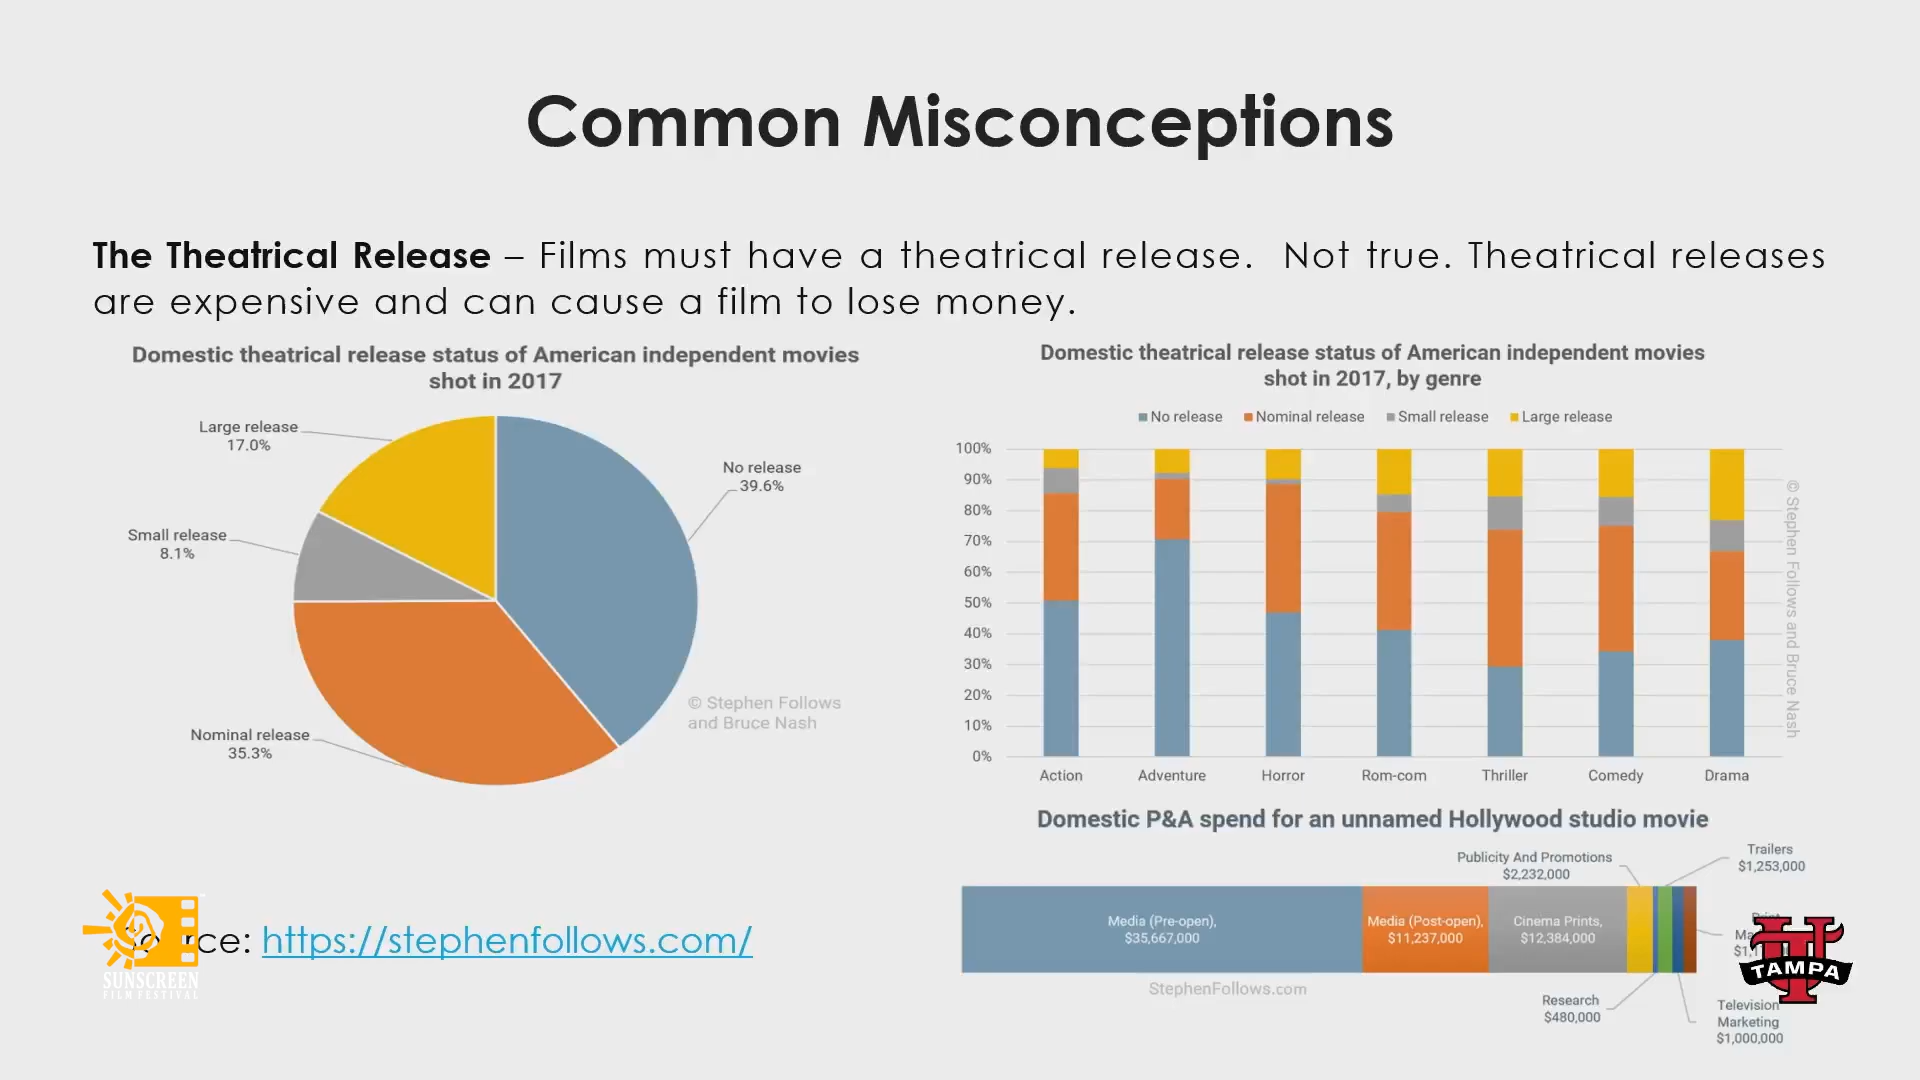 Common Misconceptions
The Theatrical Release – Films must have a theatrical release. Not true. Theatrical releases
are expensive and can cause a film to lose money.
Domestic theatrical release status of American independent movies
shot in 2017
Large release
17.0%
No release
39.6%
Small release
8.1%
Nominal release
35.3%
© Stephen Follows
and Bruce Nash
Domestic theatrical release status of American independent movies
shot in 2017, by genre
No release Nominal release Small release Large release
100%
90%
80%
70%
60%
50%
40%
30%
20%
10%
0%
Action Adventure Horror Rom-com Thriller Comedy Drama
© Stephen Follows and Bruce Nash
Domestic P&A spend for an unnamed Hollywood studio movie
Publicity And Promotions
$2,232,000
Trailers
$1,253,000
Media (Pre-open),
$35,667,000
Media (Post-open),
$11,237,000
Cinema Prints,
$12,384,000
StephenFollows.com
Research
$480,000
Television
Marketing
$1,000,000
Source: https://stephenfollows.com/
SUNSCREEN
FILM FESTIVAL
TAMPA